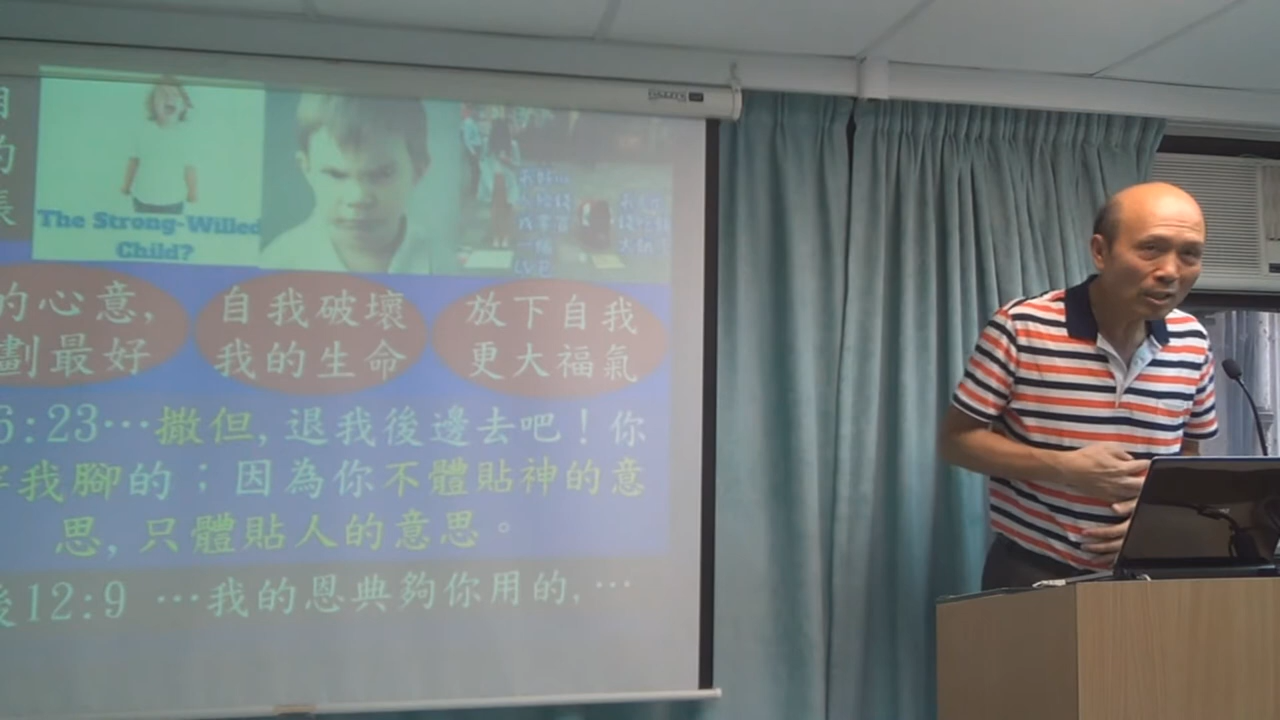 The Strong-Willed
Child?
的心意,
劃最好
自我破壞
我的生命
放下自我
更大福氣
6:23…撒但,退我後邊去吧！你
我腳的；因為你不體貼神的意
思,只體貼人的意思。
後12:9 …我的恩典夠你用的,…